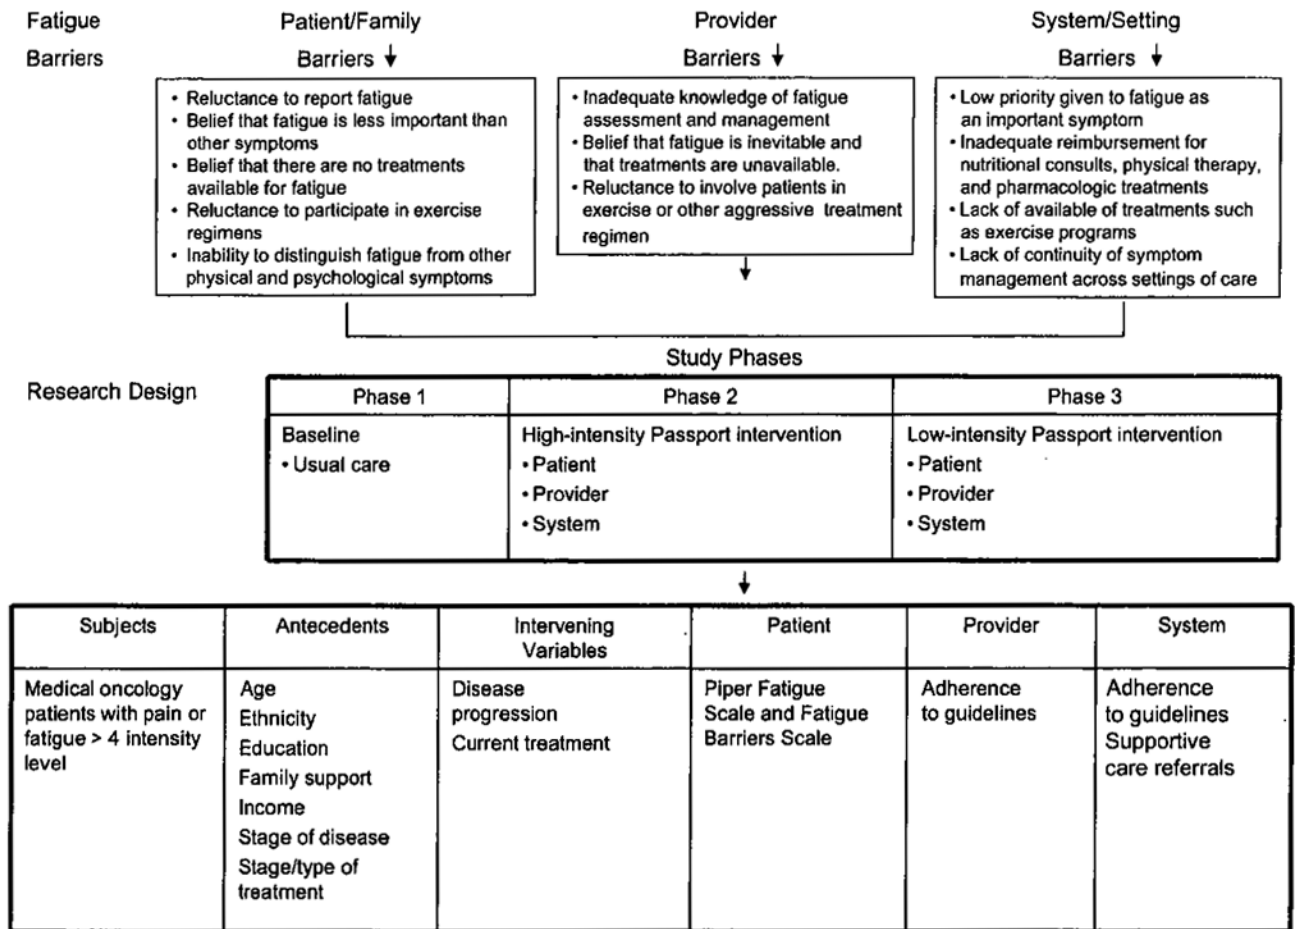 Fatigue
Barriers
Patient/Family
Barriers ↓
• Reluctance to report fatigue
• Belief that fatigue is less important than
other symptoms
• Belief that there are no treatments
available for fatigue
• Reluctance to participate in exercise
regimens
• Inability to distinguish fatigue from other
physical and psychological symptoms
Provider
Barriers ↓
• Inadequate knowledge of fatigue
assessment and management
• Belief that fatigue is inevitable and
that treatments are unavailable.
• Reluctance to involve patients in
exercise or other aggressive treatment
regimen
System/Setting
Barriers ↓
• Low priority given to fatigue as
an important symptom
• Inadequate reimbursement for
nutritional consults, physical therapy,
and pharmacologic treatments
• Lack of available of treatments such
as exercise programs
• Lack of continuity of symptom
management across settings of care
Study Phases
Research Design
Phase 1
Baseline
• Usual care
Phase 2
High-intensity Passport intervention
• Patient
• Provider
• System
Phase 3
Low-intensity Passport intervention
• Patient
• Provider
• System
Subjects
Medical oncology
patients with pain or
fatigue > 4 intensity
level
Antecedents
Age
Ethnicity
Education
Family support
Income
Stage of disease
Stage/type of
treatment
Intervening
Variables
Disease
progression
Current treatment
Patient
Piper Fatigue
Scale and Fatigue
Barriers Scale
Provider
Adherence
to guidelines
System
Adherence
to guidelines
Supportive
care referrals